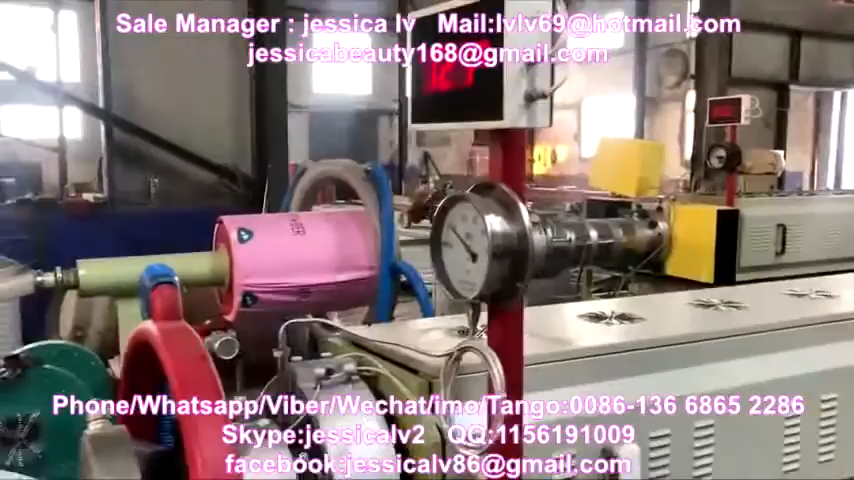 Sale Manager : jessica lv    Mail:lvlv69@hotmail.com
jessicabeauty168@gmail.com
Phone/WhatsApp/Viber/Wechat/imo/Tango:0086-136 6865 2286
Skype:jessicalv2    QQ:1156191009
facebook:jessicalv86@gmail.com